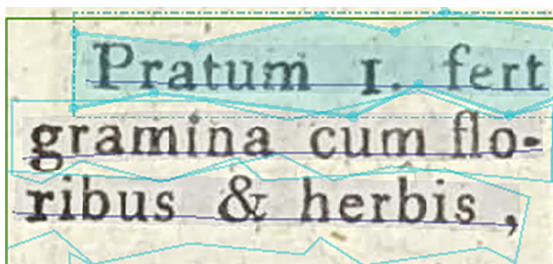 Pratum 1. fert
gramina cum flo-
ribus & herbis,